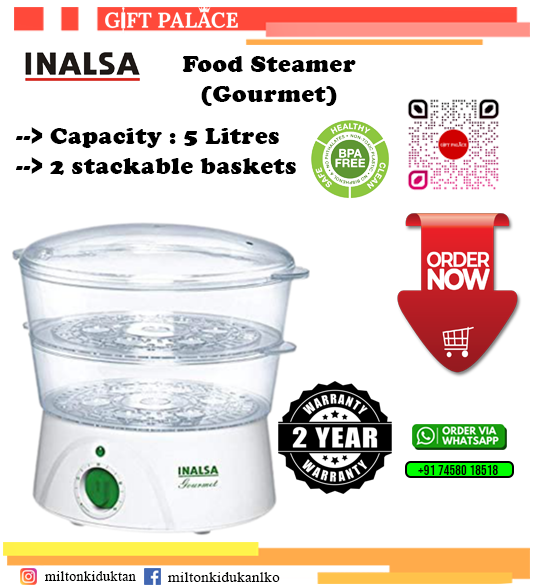 GIFT PALACE
INALSA
Food Steamer
(Gourmet)
--> Capacity : 5 Litres
--> 2 stackable baskets
HEALTHY
BPA
FREE
SAFE
CLEAN
GIFT PALACE
ORDER
NOW
WARRANTY
2 YEAR
WARRANTY
ORDER VIA
WHATSAPP
+91 74580 18518
INALSA
Gourmet
miltonkiduktan
miltonkidukanlko